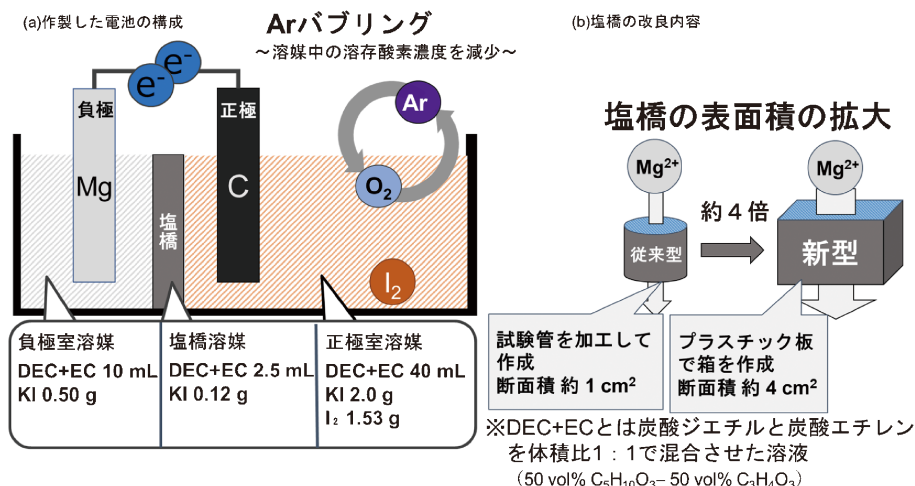 (a)作製した電池の構成
Arバブリング
～溶媒中の溶存酸素濃度を減少～
e-
e-
負極
正極
Ar
Mg
C
O₂
塩橋
I₂
負極室溶媒
DEC+EC 10 mL
KI 0.50 g
塩橋溶媒
DEC+EC 2.5 mL
KI 0.12 g
正極室溶媒
DEC+EC 40 mL
KI 2.0 g
I₂ 1.53 g
(b)塩橋の改良内容
塩橋の表面積の拡大
Mg²⁺
Mg²⁺
約４倍
従来型
新型
試験管を加工して
作成
断面積 約 1 cm²
プラスチック板
で箱を作成
断面積 約 4 cm²
※DEC+ECとは炭酸ジエチルと炭酸エチレン
を体積比1：1で混合させた溶液
（50 vol% C₅H₁₀O₃– 50 vol% C₃H₄O₃）